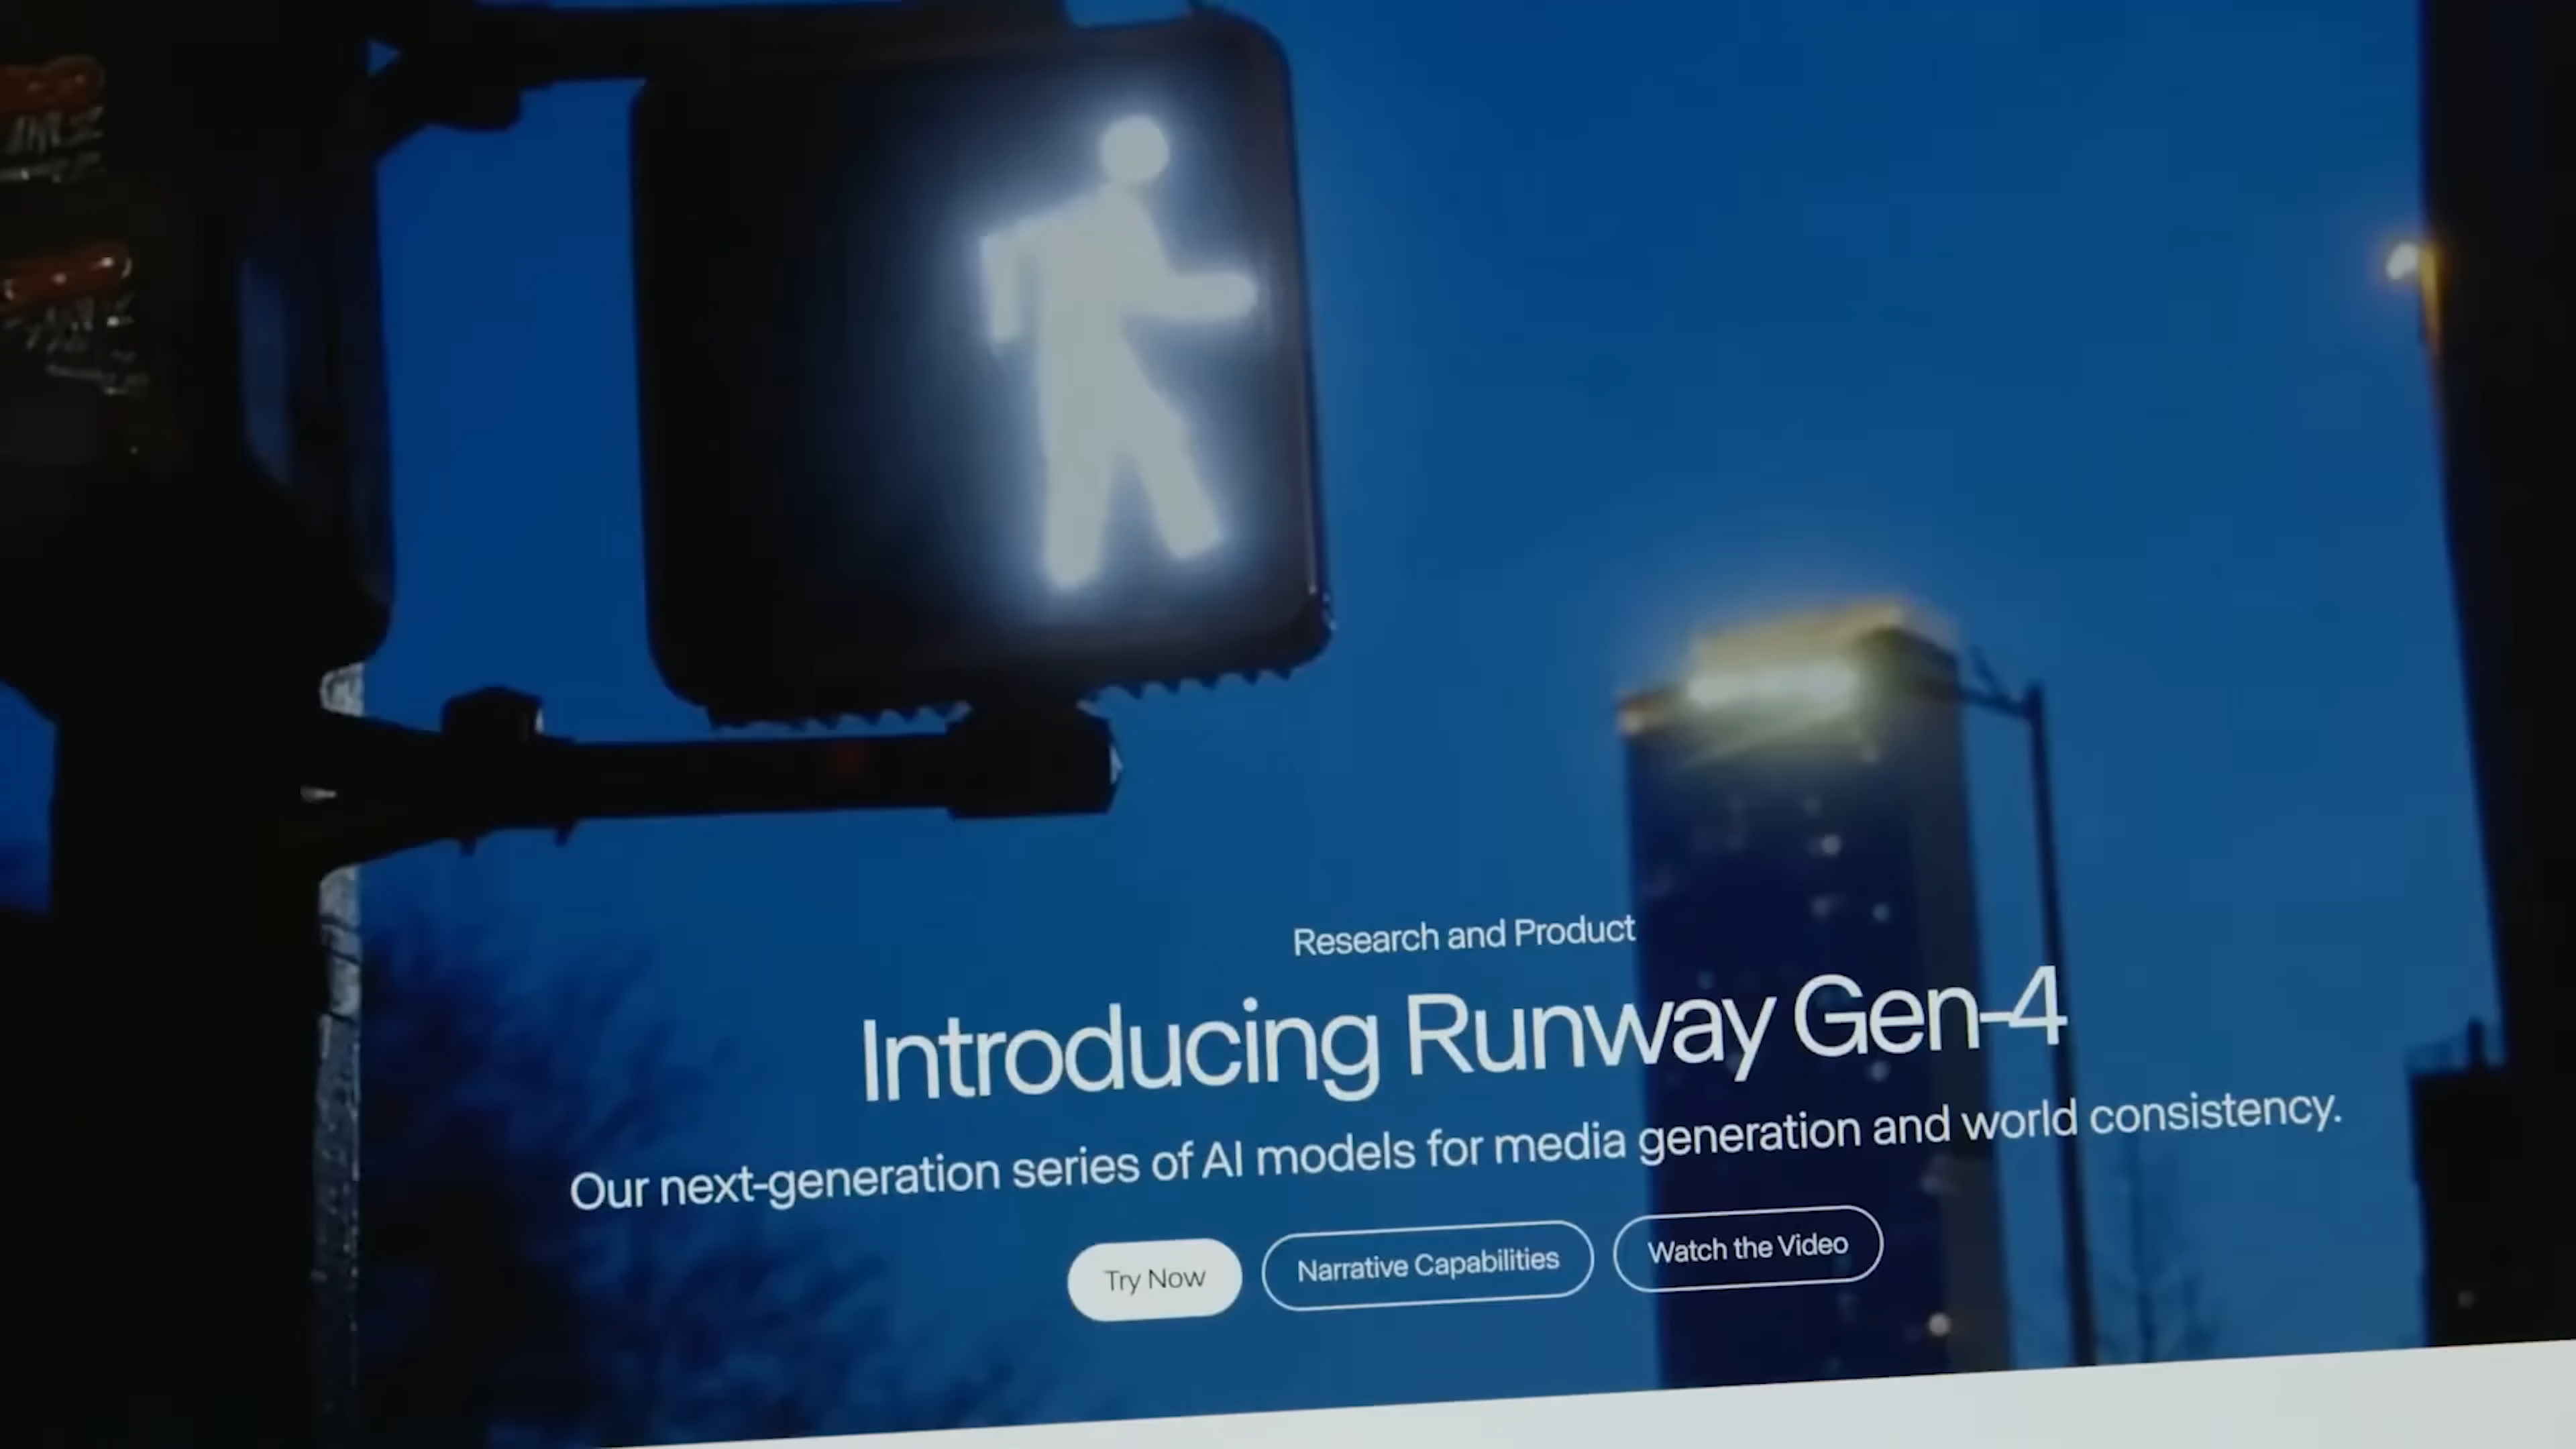 Research and Product
Introducing Runway Gen-4
Our next-generation series of AI models for media generation and world consistency.
Try Now
Narrative Capabilities
Watch the Video